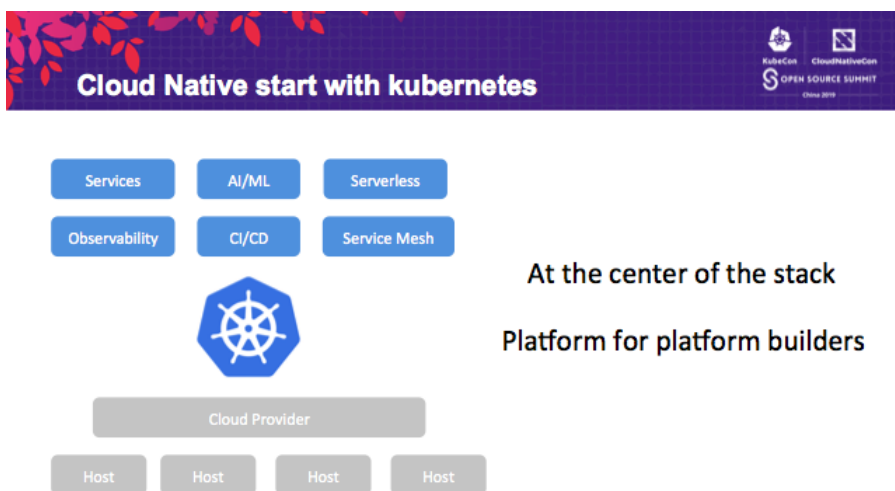 Cloud Native start with kubernetes
KubeCon CloudNativeCon
OPEN SOURCE SUMMIT
China 2019
Services AI/ML Serverless
Observability CI/CD Service Mesh
At the center of the stack
Platform for platform builders
Cloud Provider
Host Host Host Host